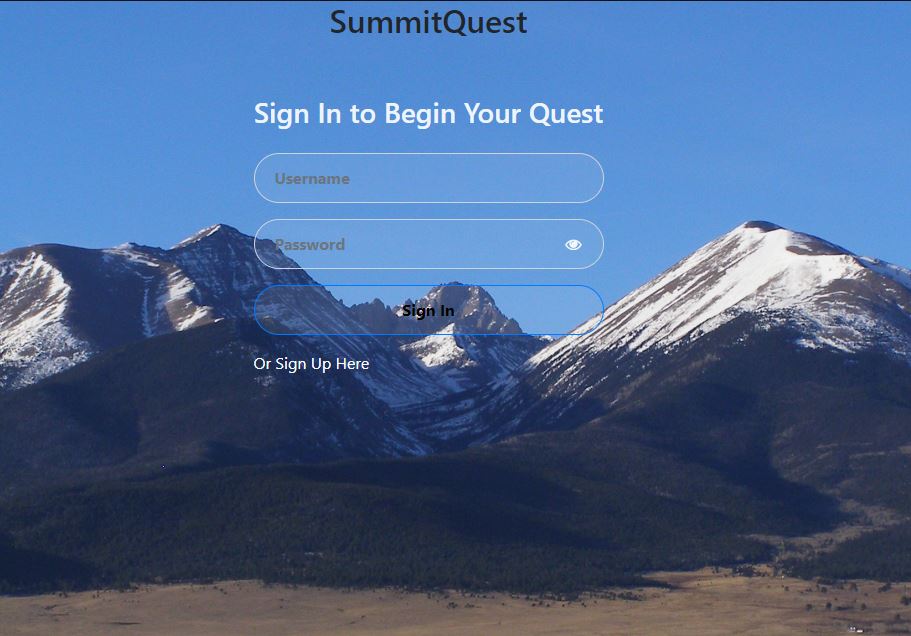 SummitQuest
Sign In to Begin Your Quest
Username
Password
Sign In
Or Sign Up Here